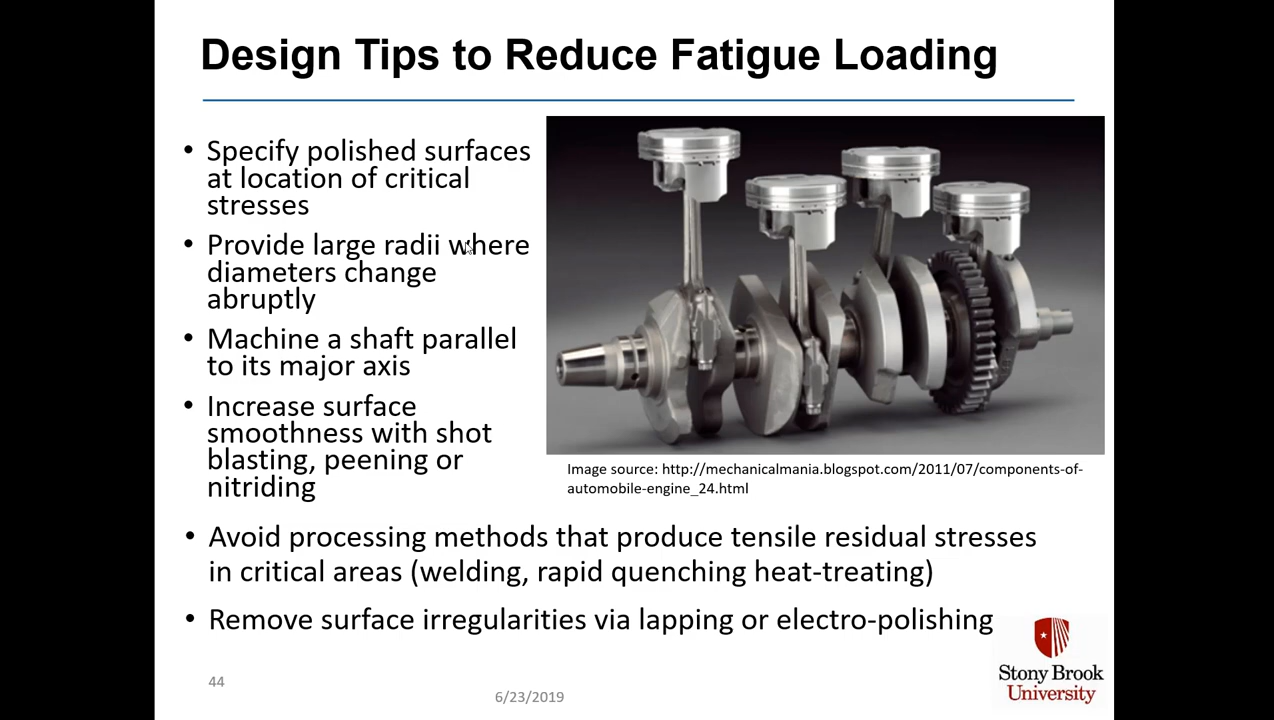 Design Tips to Reduce Fatigue Loading
• Specify polished surfaces
at location of critical
stresses
• Provide large radii where
diameters change
abruptly
• Machine a shaft parallel
to its major axis
• Increase surface
smoothness with shot
blasting, peening or
nitriding
Image source: http://mechanicalmania.blogspot.com/2011/07/components-of-
automobile-engine_24.html
• Avoid processing methods that produce tensile residual stresses
in critical areas (welding, rapid quenching heat-treating)
• Remove surface irregularities via lapping or electro-polishing
44
6/23/2019
Stony Brook
University